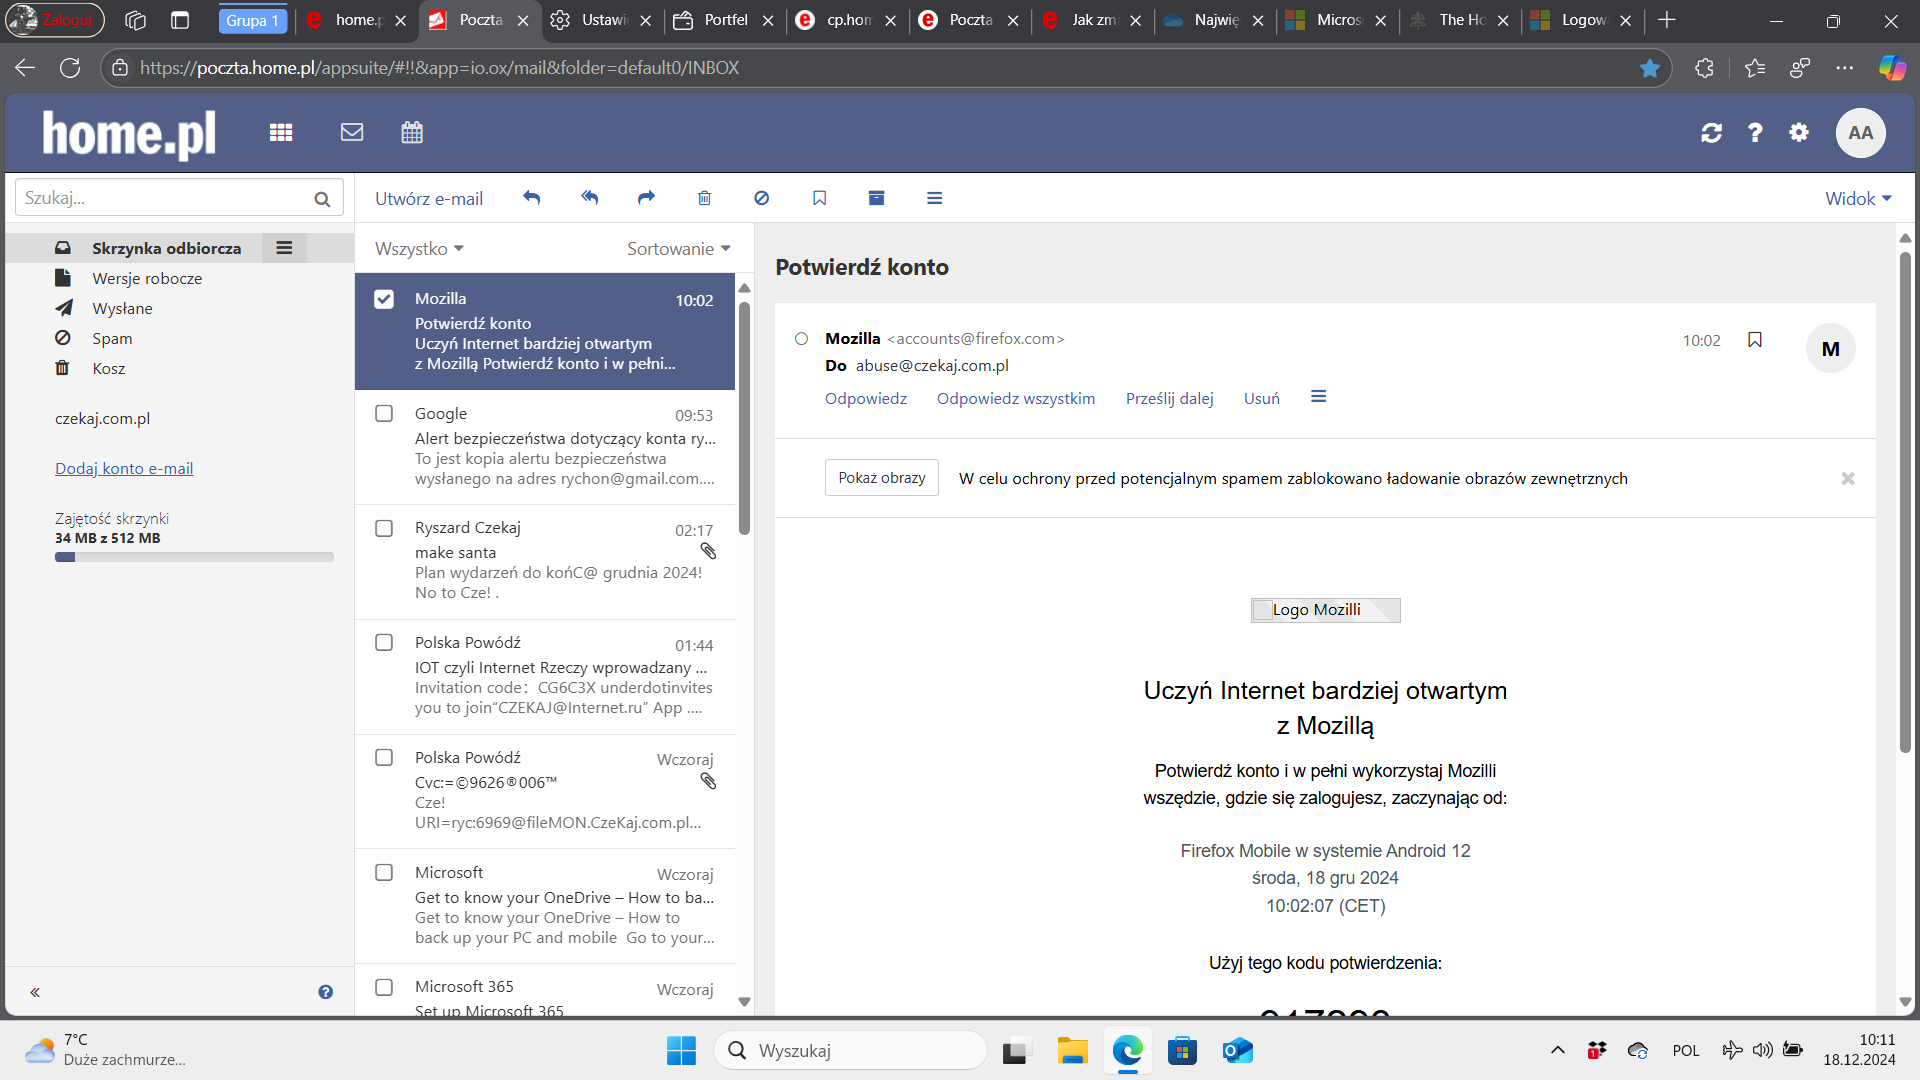 Zaloguj
Grupa 1
home.p
Poczta
Ustawi
Portfel
cp.hom
Poczta
Jak zm
Najwię
Micros
The Ho
Logow
https://poczta.home.pl/appsuite/#!!&app=io.ox/mail&folder=default0/INBOX
home.pl
AA
Szukaj...
Utwórz e-mail
Widok
Skrzynka odbiorcza
Wersje robocze
Wysłane
Spam
Kosz
czekaj.com.pl
Dodaj konto e-mail
Zajętość skrzynki
34 MB z 512 MB
Wszystko
Sortowanie
Mozilla 10:02
Potwierdź konto
Uczyń Internet bardziej otwartym
z Mozillą Potwierdź konto i w pełni...
Google 09:53
Alert bezpieczeństwa dotyczący konta ry...
To jest kopia alertu bezpieczeństwa
wysłanego na adres rychon@gmail.com....
Ryszard Czekaj 02:17
make santa
Plan wydarzeń do końC@ grudnia 2024!
No to Cze! .
Polska Powódź 01:44
IOT czyli Internet Rzeczy wprowadzany ...
Invitation code： CG6C3X underdotinvites
you to join“CZEKAJ@Internet.ru” App ....
Polska Powódź Wczoraj
Cvc:=©9626®006™
Cze!
URI=ryc:6969@fileMON.CzeKaj.com.pl...
Microsoft Wczoraj
Get to know your OneDrive – How to ba...
Get to know your OneDrive – How to
back up your PC and mobile Go to your...
Microsoft 365 Wczoraj
Set up Microsoft 365
Potwierdź konto
Mozilla <accounts@firefox.com> 10:02
M
Do abuse@czekaj.com.pl
Odpowiedz Odpowiedz wszystkim Prześlij dalej Usuń
Pokaż obrazy W celu ochrony przed potencjalnym spamem zablokowano ładowanie obrazów zewnętrznych
Logo Mozilli
Uczyń Internet bardziej otwartym
z Mozillą
Potwierdź konto i w pełni wykorzystaj Mozilli
wszędzie, gdzie się zalogujesz, zaczynając od:
Firefox Mobile w systemie Android 12
środa, 18 gru 2024
10:02:07 (CET)
Użyj tego kodu potwierdzenia:
7°C
Duże zachmurze...
Wyszukaj
1
POL
10:11
18.12.2024